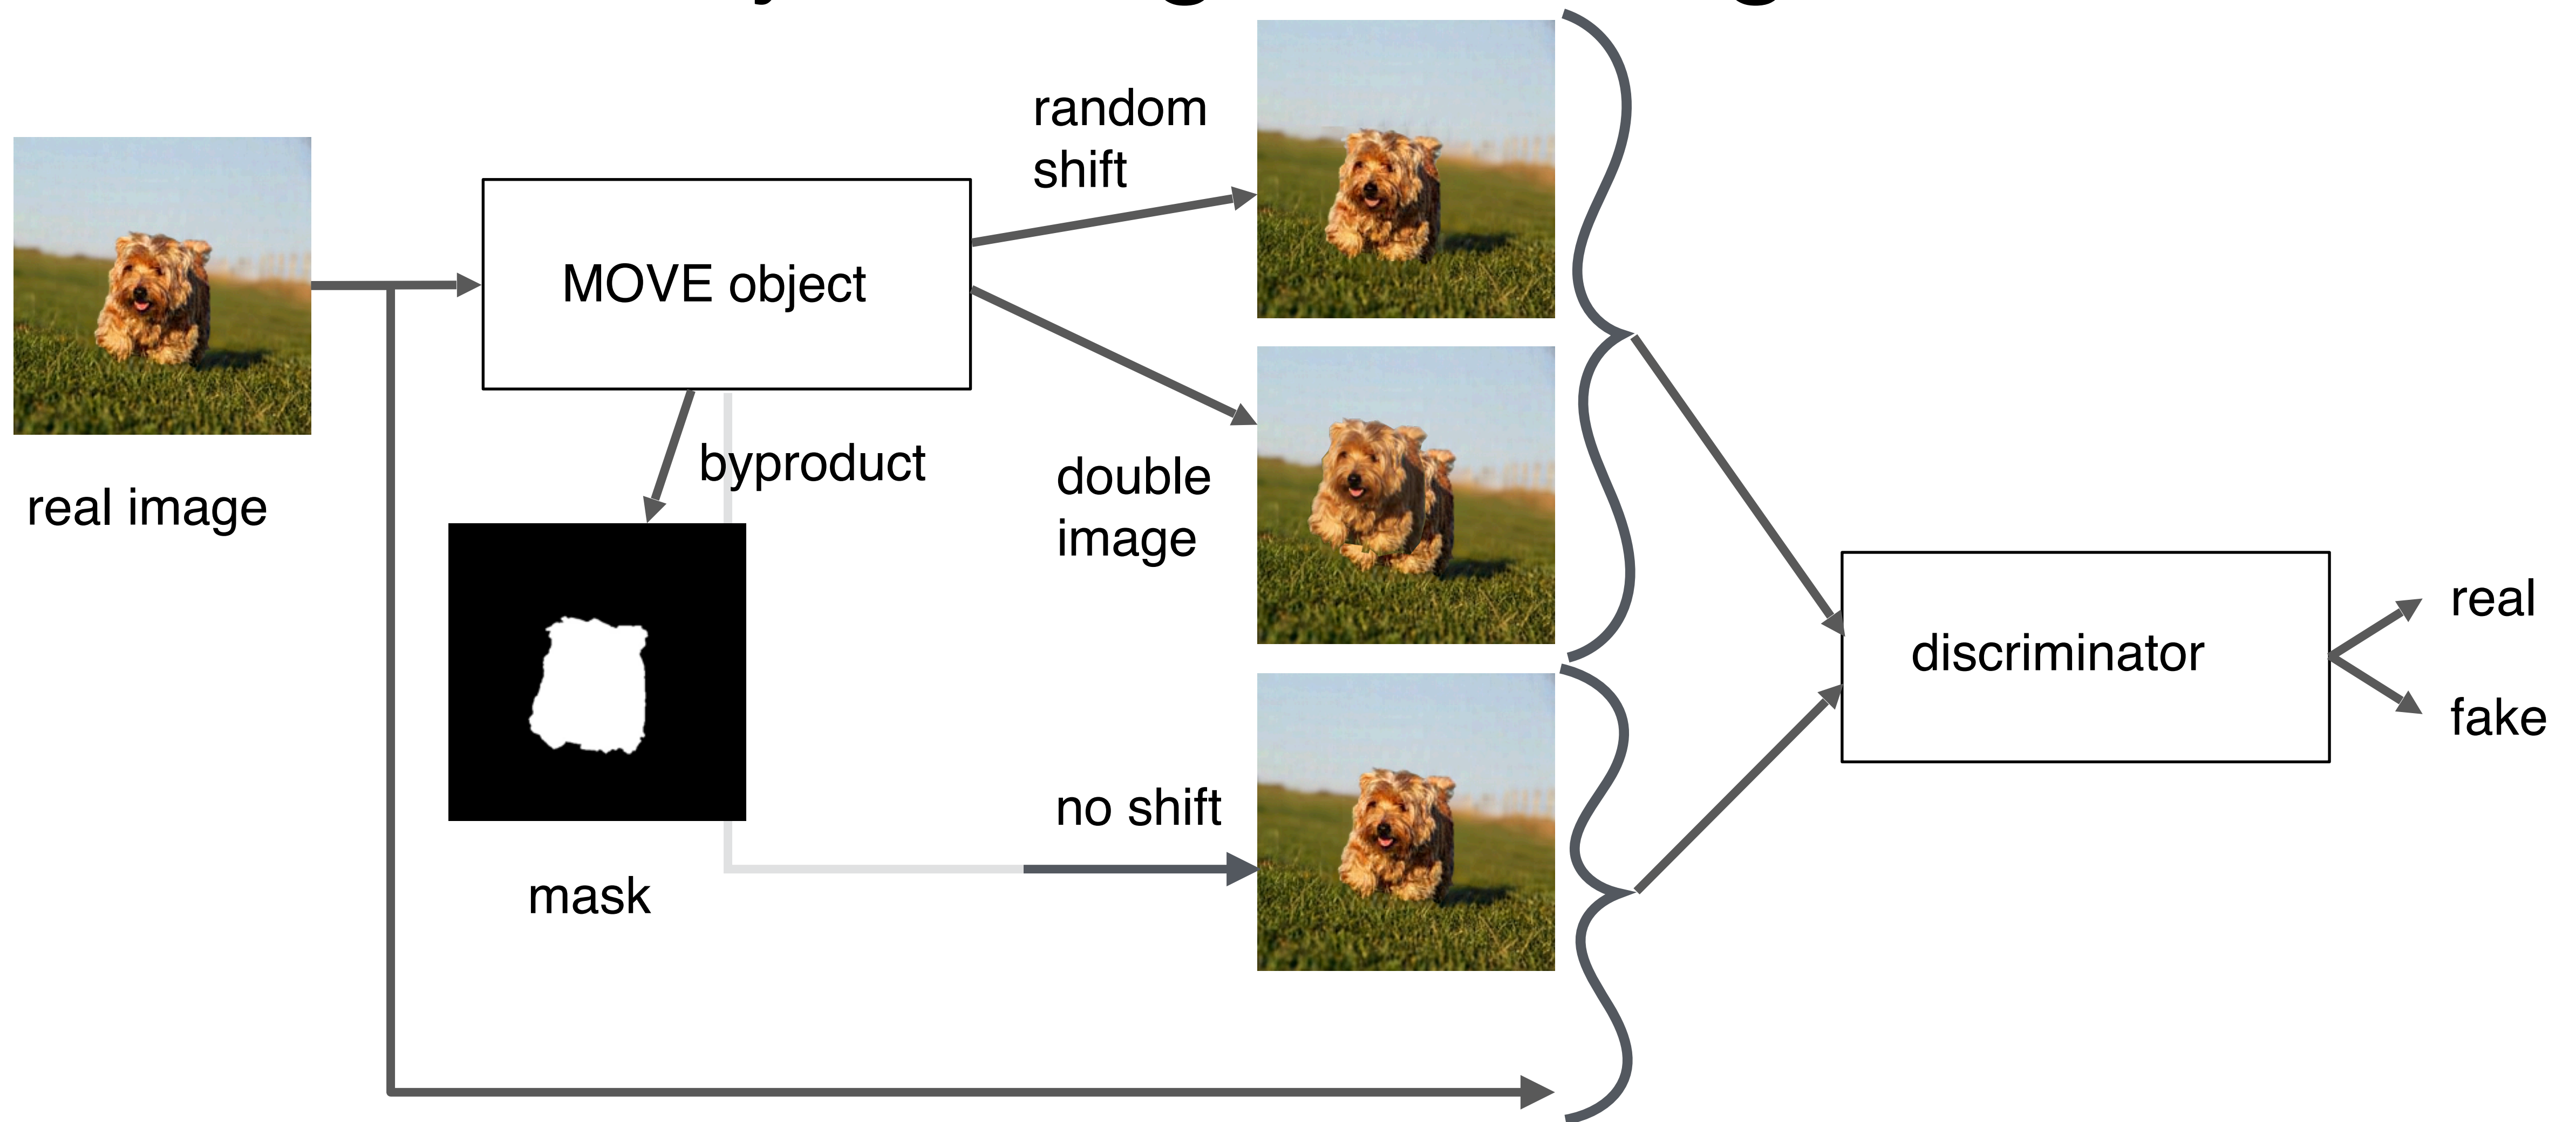 random
shift
MOVE object
byproduct
real image
double
image
real
discriminator
fake
no shift
mask